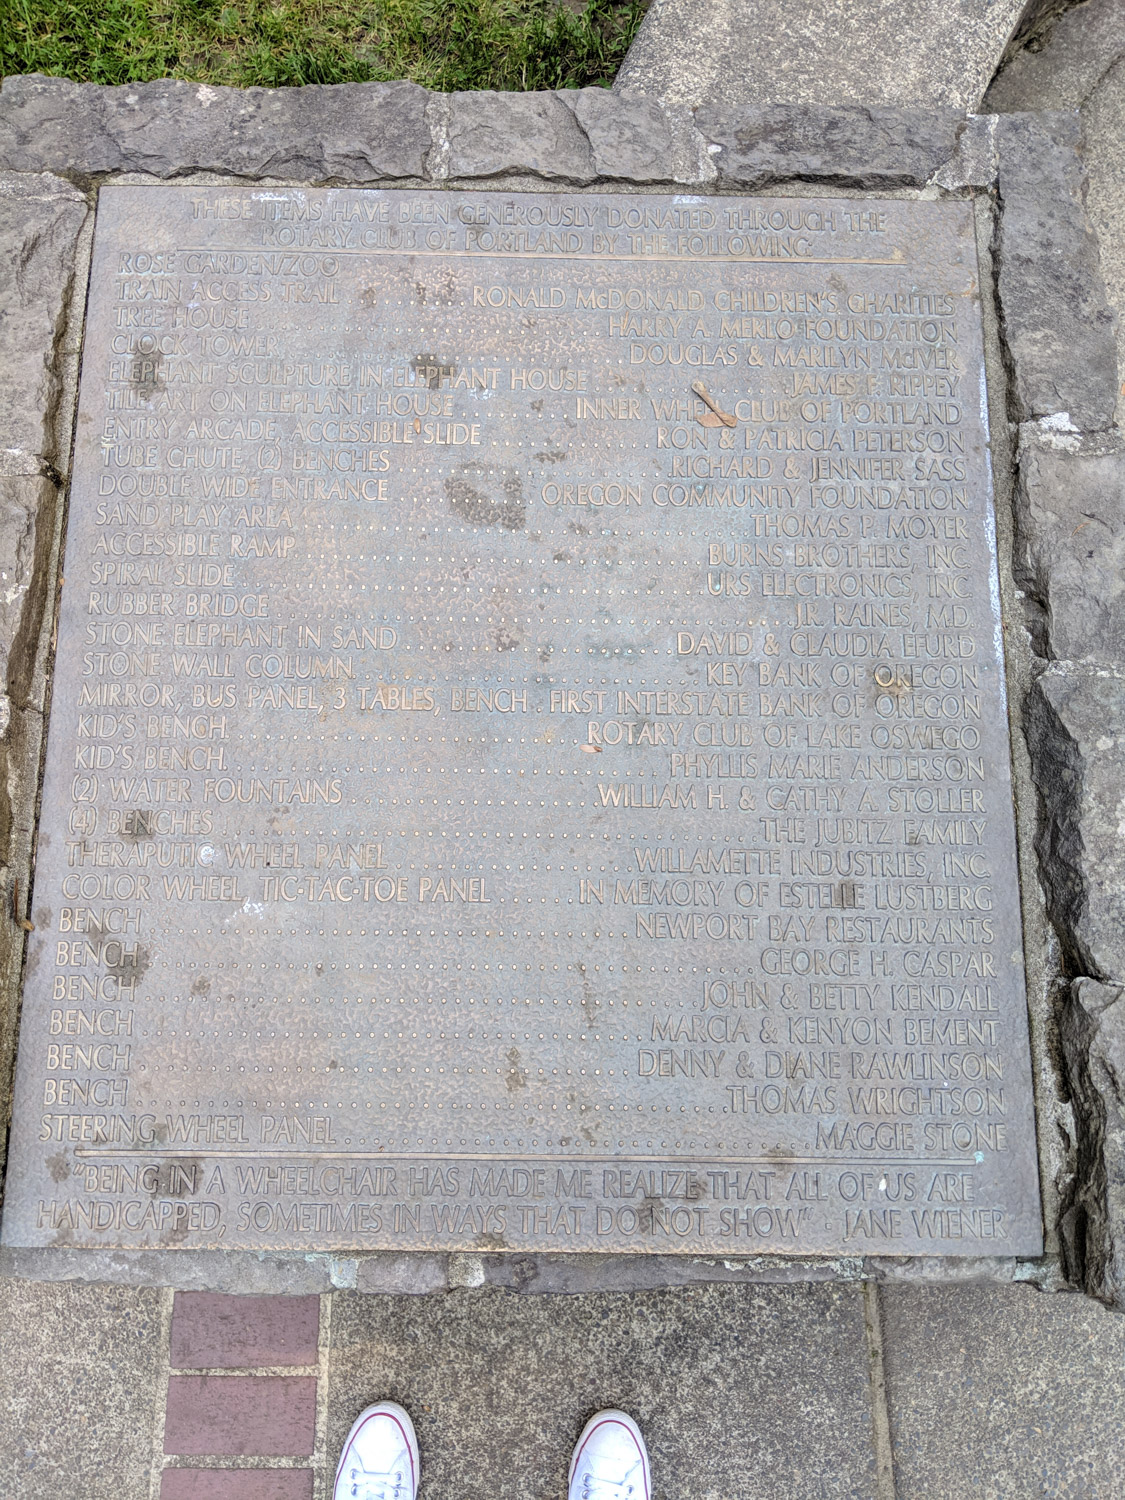 THESE ITEMS HAVE BEEN GENEROUSLY DONATED THROUGH THE
ROTARY CLUB OF PORTLAND BY THE FOLLOWING:
ROSE GARDEN/ZOO
TRAIN ACCESS TRAIL . . . . . . . . . . RONALD McDONALD CHILDREN'S CHARITIES
TREE HOUSE . . . . . . . . . . HARRY A. MERLO FOUNDATION
CLOCK TOWER . . . . . . . . . . DOUGLAS & MARILYN McIVER
ELEPHANT SCULPTURE IN ELEPHANT HOUSE . . . . . . . . . . JAMES F. RIPPEY
TILE ART ON ELEPHANT HOUSE . . . . . . . . . . INNER WHEEL CLUB OF PORTLAND
ENTRY ARCADE, ACCESSIBLE SLIDE . . . . . . . . . . RON & PATRICIA PETERSON
TUBE CHUTE, (2) BENCHES . . . . . . . . . . RICHARD & JENNIFER SASS
DOUBLE WIDE ENTRANCE . . . . . . . . . . OREGON COMMUNITY FOUNDATION
SAND PLAY AREA . . . . . . . . . . THOMAS P. MOYER
ACCESSIBLE RAMP . . . . . . . . . . BURNS BROTHERS, INC.
SPIRAL SLIDE . . . . . . . . . . URS ELECTRONICS, INC.
RUBBER BRIDGE . . . . . . . . . . J.R. RAINES, M.D.
STONE ELEPHANT IN SAND . . . . . . . . . . DAVID & CLAUDIA EFURD
STONE WALL COLUMN . . . . . . . . . . KEY BANK OF OREGON
MIRROR, BUS PANEL, 3 TABLES, BENCH . . FIRST INTERSTATE BANK OF OREGON
KID'S BENCH . . . . . . . . . . ROTARY CLUB OF LAKE OSWEGO
KID'S BENCH . . . . . . . . . . PHYLLIS MARIE ANDERSON
(2) WATER FOUNTAINS . . . . . . . . . . WILLIAM H. & CATHY A. STOLLER
(4) BENCHES . . . . . . . . . . THE JUBITZ FAMILY
THERAPUTIC WHEEL PANEL . . . . . . . . . . WILLAMETTE INDUSTRIES, INC.
COLOR WHEEL, TIC·TAC·TOE PANEL . . . . . . IN MEMORY OF ESTELLE LUSTBERG
BENCH . . . . . . . . . . NEWPORT BAY RESTAURANTS
BENCH . . . . . . . . . . GEORGE H. CASPAR
BENCH . . . . . . . . . . JOHN & BETTY KENDALL
BENCH . . . . . . . . . . MARCIA & KENYON BEMENT
BENCH . . . . . . . . . . DENNY & DIANE RAWLINSON
BENCH . . . . . . . . . . THOMAS WRIGHTSON
STEERING WHEEL PANEL . . . . . . . . . . MAGGIE STONE
"BEING IN A WHEELCHAIR HAS MADE ME REALIZE THAT ALL OF US ARE
HANDICAPPED, SOMETIMES IN WAYS THAT DO NOT SHOW" · JANE WIENER